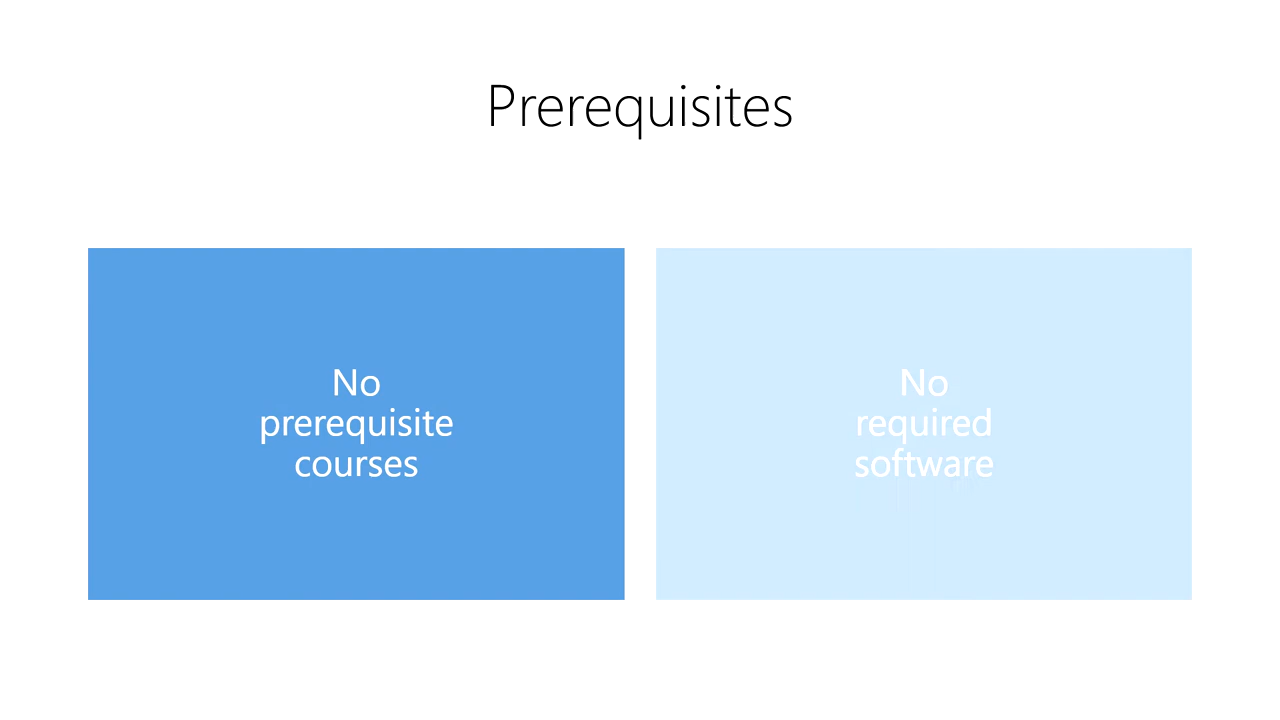 Prerequisites
No
prerequisite
courses
No
required
software